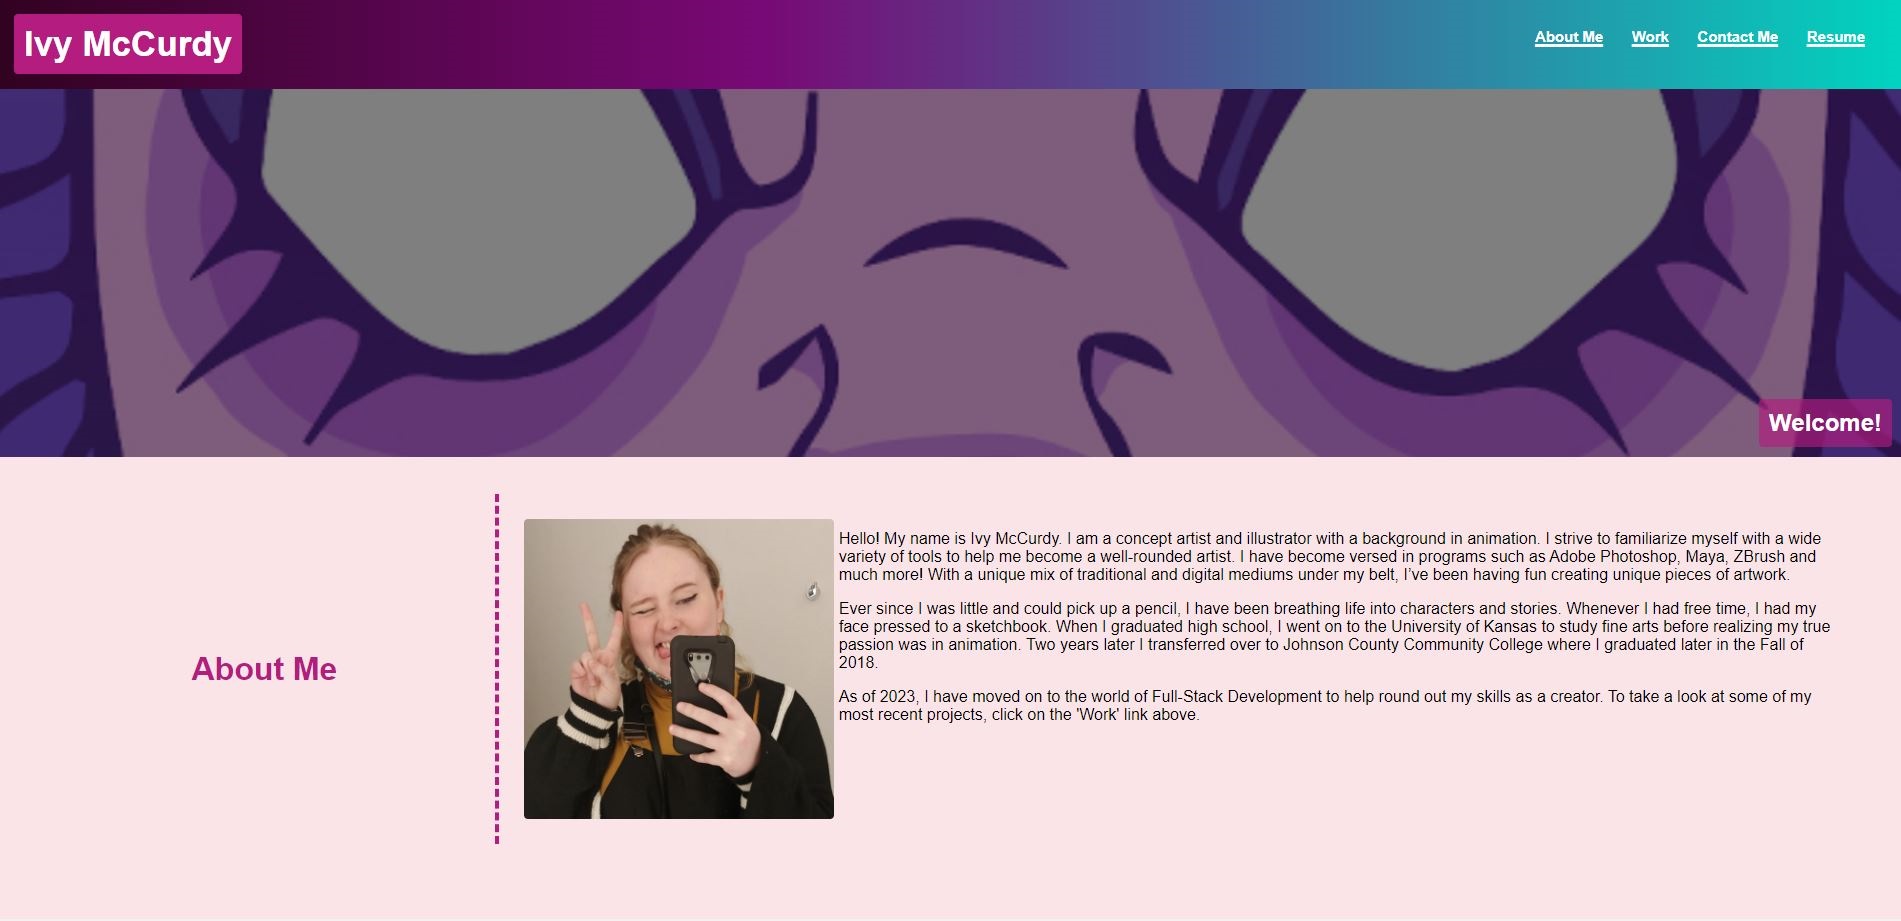 Ivy McCurdy
About Me Work Contact Me Resume
Welcome!
About Me
Hello! My name is Ivy McCurdy. I am a concept artist and illustrator with a background in animation. I strive to familiarize myself with a wide
variety of tools to help me become a well-rounded artist. I have become versed in programs such as Adobe Photoshop, Maya, ZBrush and
much more! With a unique mix of traditional and digital mediums under my belt, I’ve been having fun creating unique pieces of artwork.
Ever since I was little and could pick up a pencil, I have been breathing life into characters and stories. Whenever I had free time, I had my
face pressed to a sketchbook. When I graduated high school, I went on to the University of Kansas to study fine arts before realizing my true
passion was in animation. Two years later I transferred over to Johnson County Community College where I graduated later in the Fall of
2018.
As of 2023, I have moved on to the world of Full-Stack Development to help round out my skills as a creator. To take a look at some of my
most recent projects, click on the 'Work' link above.